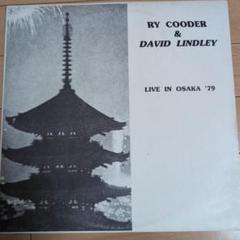 RY COODER
&
DAVID LINDLEY
LIVE IN OSAKA '79